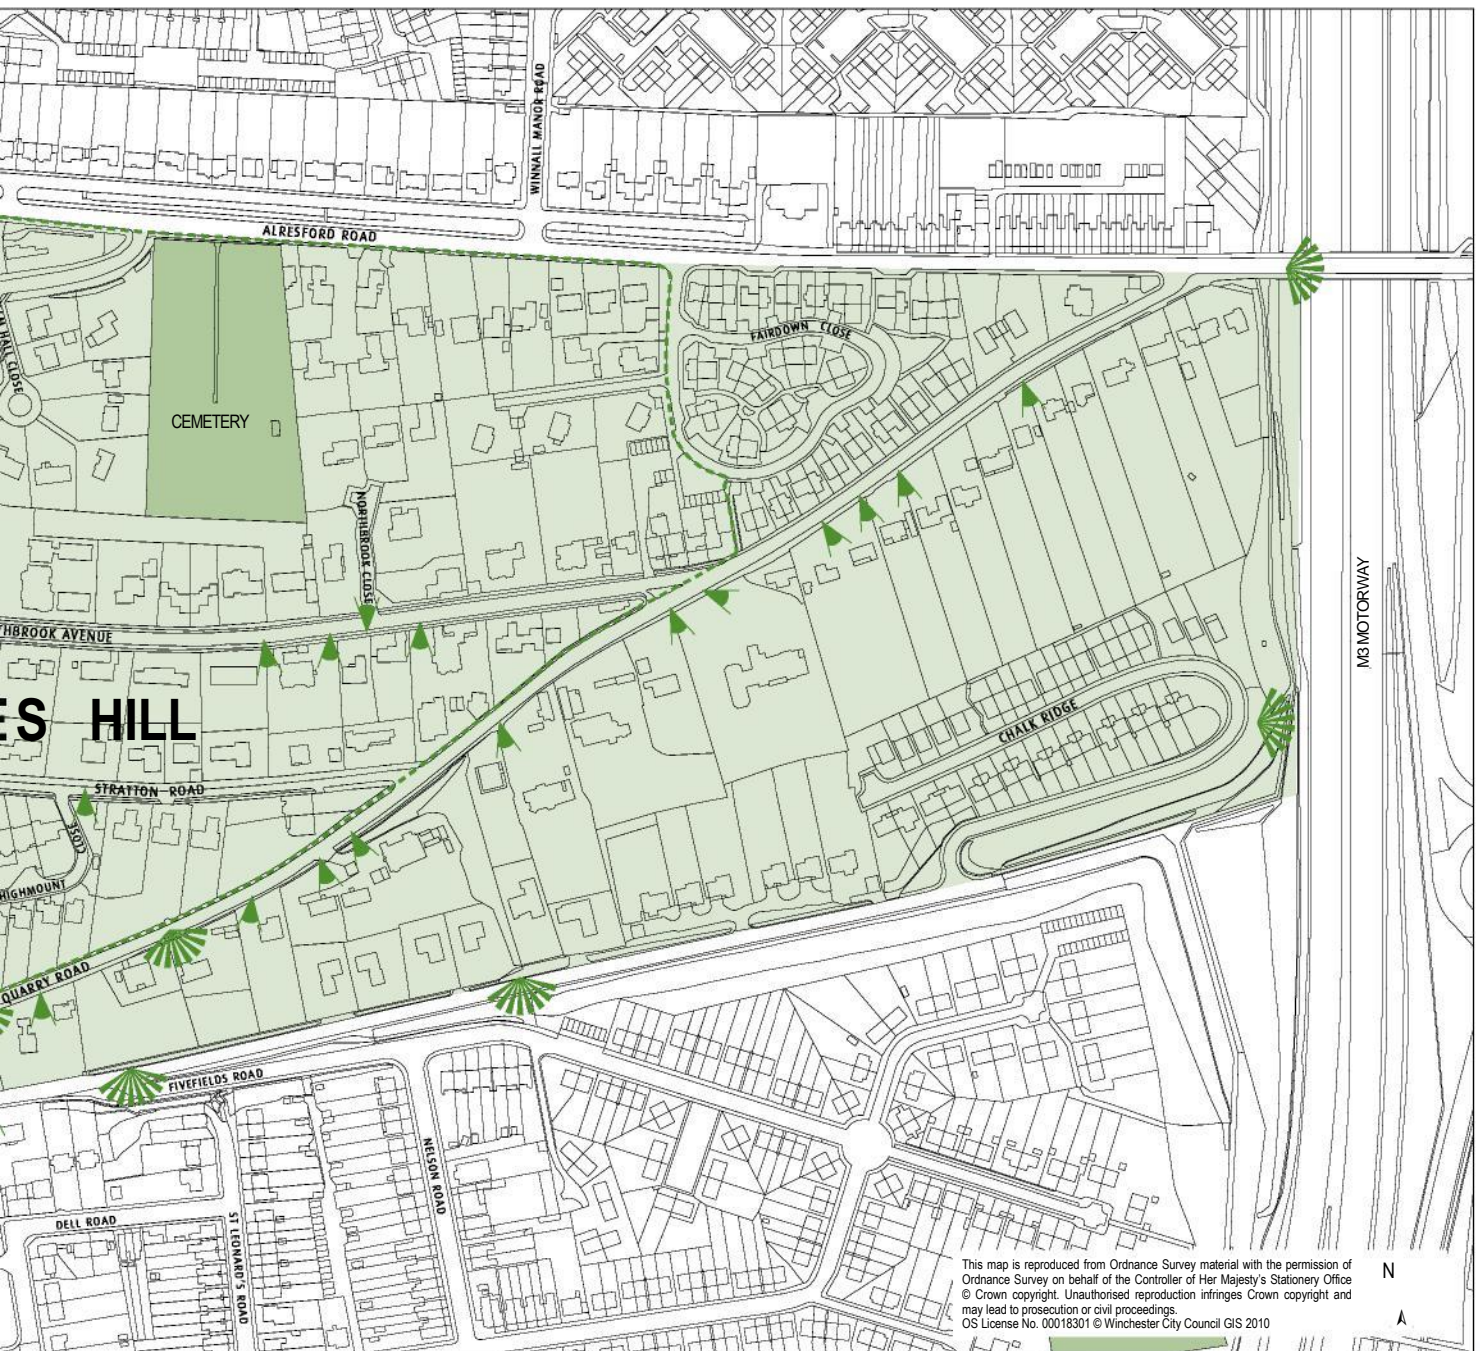 WINNALL MANOR ROAD
ALRESFORD ROAD
FAIRDOWN CLOSE
HALL CLOSE
CEMETERY
NORTHBROOK CLOSE
M3 MOTORWAY
THBROOK AVENUE
ES HILL
CHALK RIDGE
STRATTON ROAD
CLOSE
HIGHMOUNT
QUARRY ROAD
FIVEFIELDS ROAD
NELSON ROAD
DELL ROAD
ST LEONARD'S ROAD
This map is reproduced from Ordnance Survey material with the permission of
Ordnance Survey on behalf of the Controller of Her Majesty's Stationery Office
© Crown copyright. Unauthorised reproduction infringes Crown copyright and
may lead to prosecution or civil proceedings.
OS License No. 00018301 © Winchester City Council GIS 2010
N